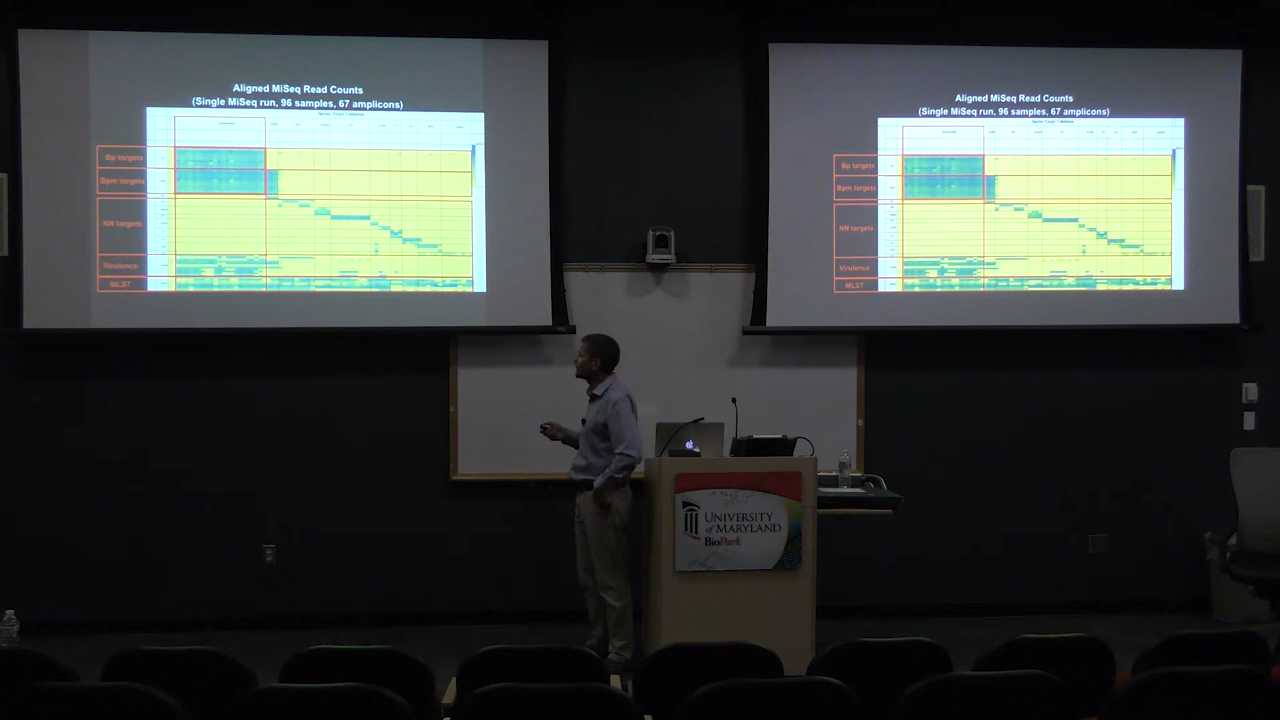 Aligned MiSeq Read Counts
(Single MiSeq run, 96 samples, 67 amplicons)
Bp targets
Bpm targets
NN targets
Virulence
MLST
Aligned MiSeq Read Counts
(Single MiSeq run, 96 samples, 67 amplicons)
Bp targets
Bpm targets
NN targets
Virulence
MLST
UNIVERSITY
of MARYLAND
BioPark